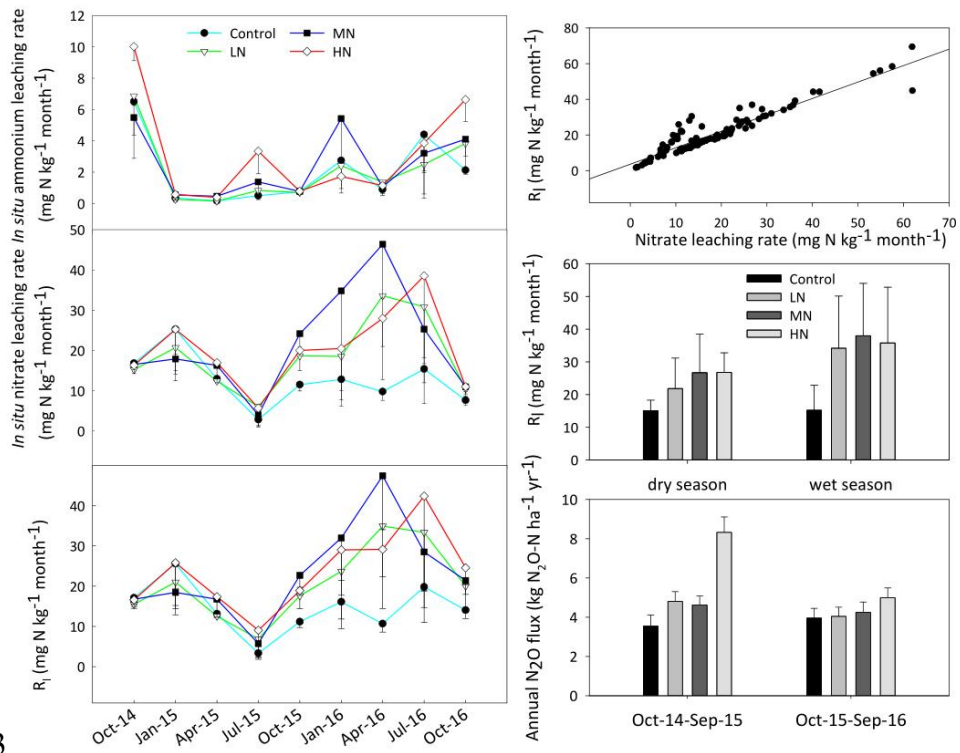 In situ ammonium leaching rate
(mg N kg⁻¹ month⁻¹)
12
10
8
6
4
2
0
Control
MN
LN
HN
In situ nitrate leaching rate
(mg N kg⁻¹ month⁻¹)
50
40
30
20
10
0
Rₗ (mg N kg⁻¹ month⁻¹)
40
30
20
10
0
Oct-14
Jan-15
Apr-15
Jul-15
Oct-15
Jan-16
Apr-16
Jul-16
Oct-16
Rₗ (mg N kg⁻¹ month⁻¹)
80
60
40
20
0
0 10 20 30 40 50 60 70
Nitrate leaching rate (mg N kg⁻¹ month⁻¹)
Rₗ (mg N kg⁻¹ month⁻¹)
60
50
40
30
20
10
0
Control
LN
MN
HN
dry season wet season
Annual N₂O flux (kg N₂O-N ha⁻¹ yr⁻¹)
10
8
6
4
2
0
Oct-14-Sep-15 Oct-15-Sep-16